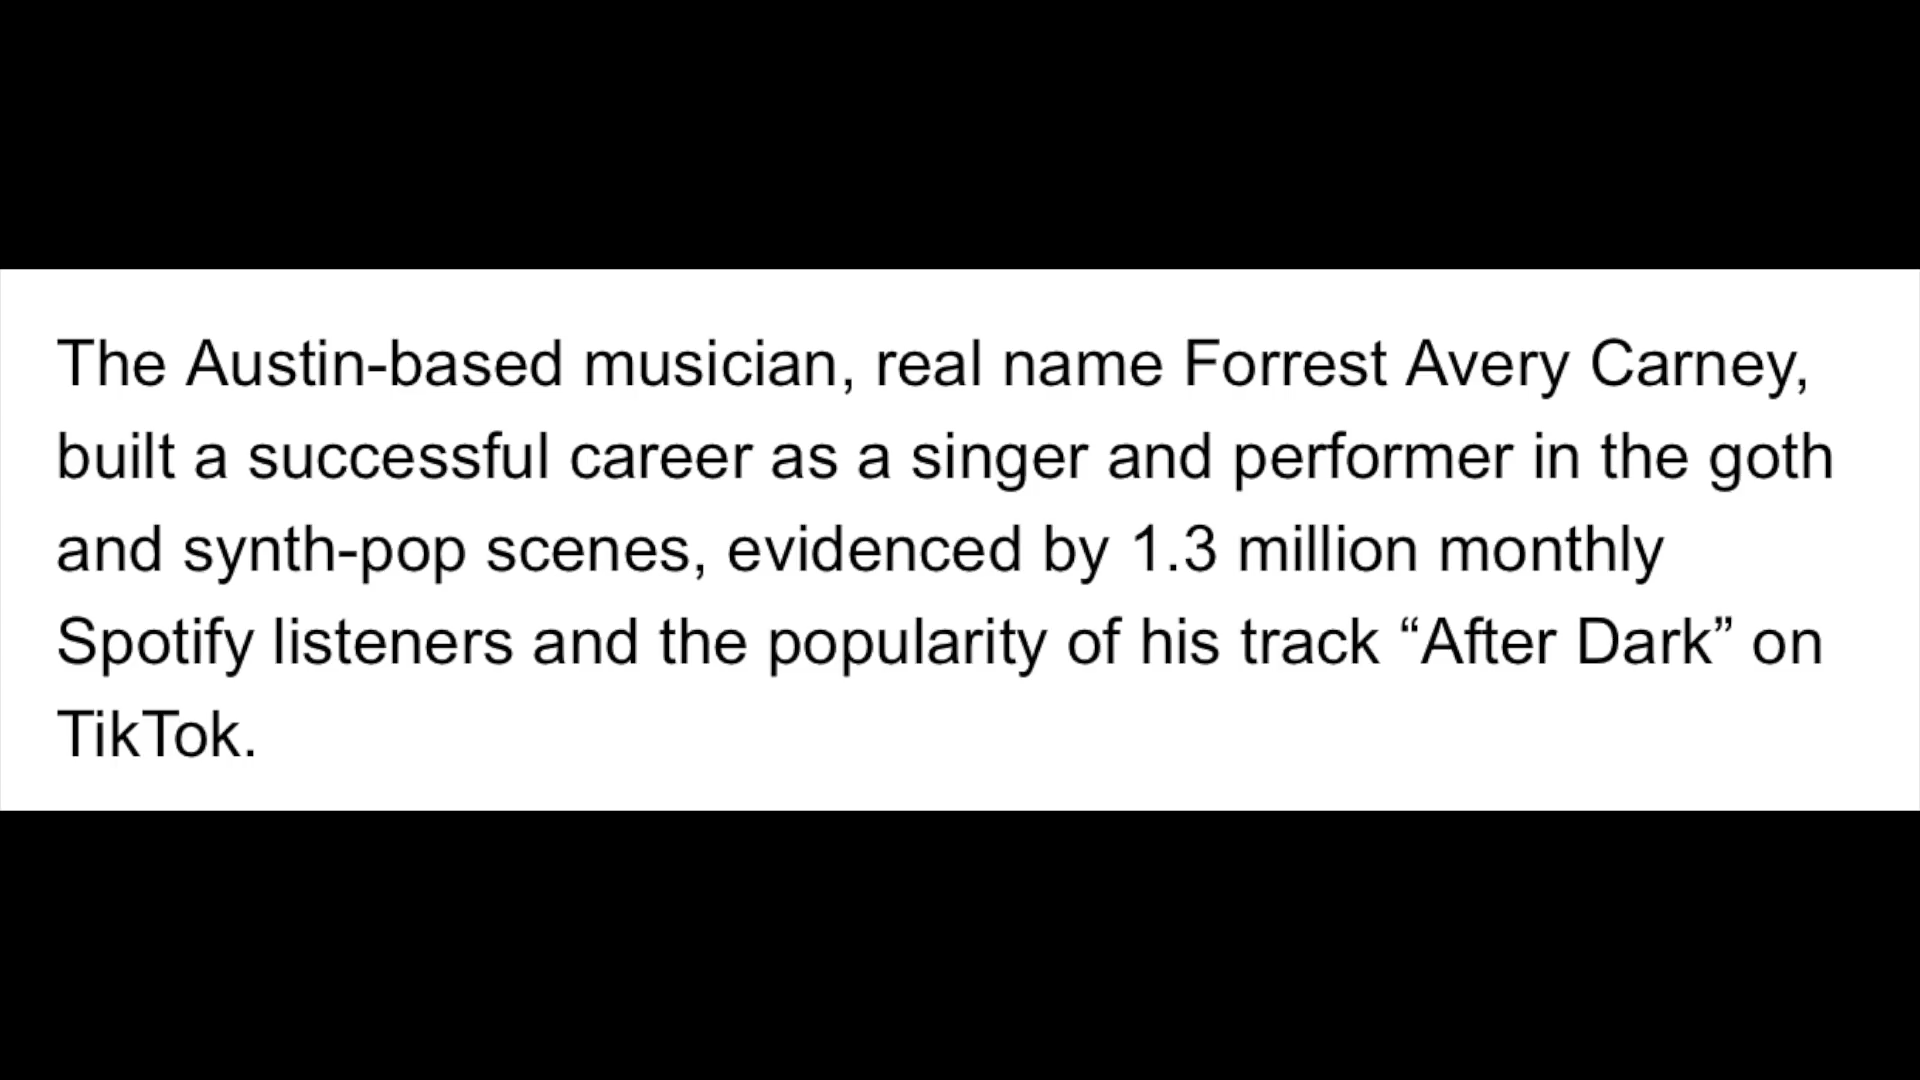 The Austin-based musician, real name Forrest Avery Carney,
built a successful career as a singer and performer in the goth
and synth-pop scenes, evidenced by 1.3 million monthly
Spotify listeners and the popularity of his track “After Dark” on
TikTok.